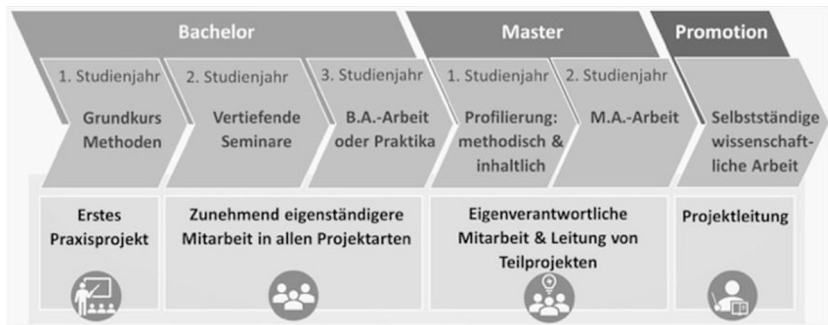 Bachelor
Master
Promotion
1. Studienjahr
Grundkurs
Methoden
2. Studienjahr
Vertiefende
Seminare
3. Studienjahr
B.A.-Arbeit
oder Praktika
1. Studienjahr
Profilierung:
methodisch &
inhaltlich
2. Studienjahr
M.A.-Arbeit
Selbstständige
wissenschaft-
liche Arbeit
Erstes
Praxisprojekt
Zunehmend eigenständigere
Mitarbeit in allen Projektarten
Eigenverantwortliche
Mitarbeit & Leitung von
Teilprojekten
Projektleitung